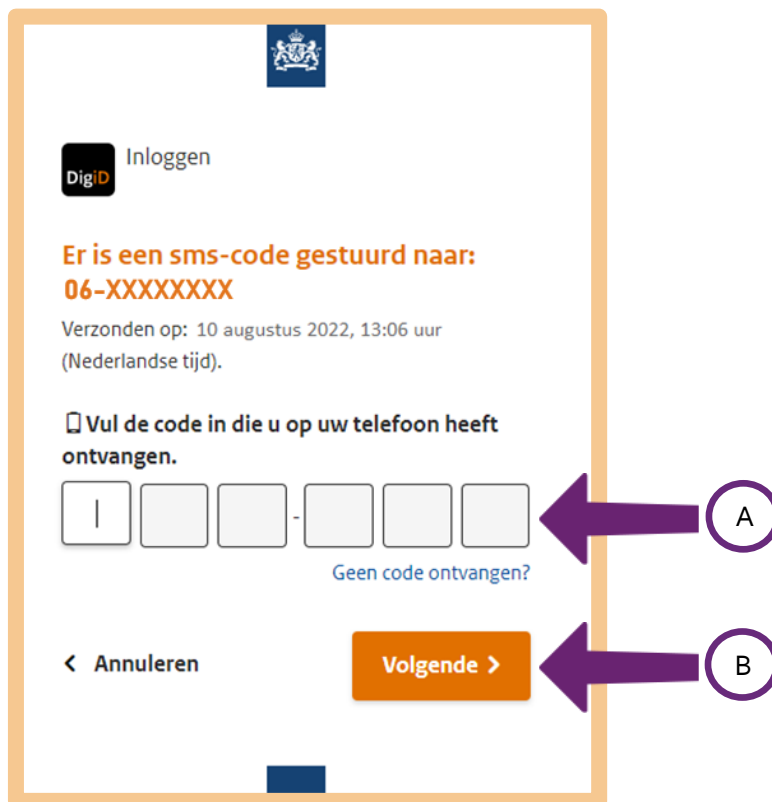 Inloggen
DigiD
Er is een sms-code gestuurd naar:
06-XXXXXXXX
Verzonden op: 10 augustus 2022, 13:06 uur
(Nederlandse tijd).
Vul de code in die u op uw telefoon heeft
ontvangen.
-
A
Geen code ontvangen?
Annuleren
Volgende
B